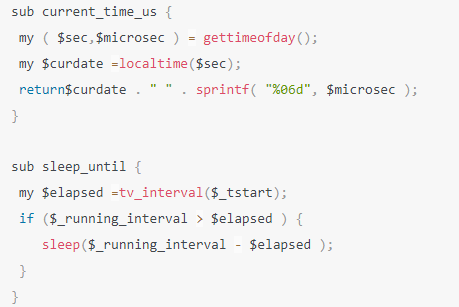 sub current_time_us {
my ( $sec,$microsec ) = gettimeofday();
my $curdate =localtime($sec);
return$curdate . " " . sprintf( "%06d", $microsec );
}
sub sleep_until {
my $elapsed =tv_interval($_tstart);
if ($_running_interval > $elapsed ) {
sleep($_running_interval - $elapsed );
}
}